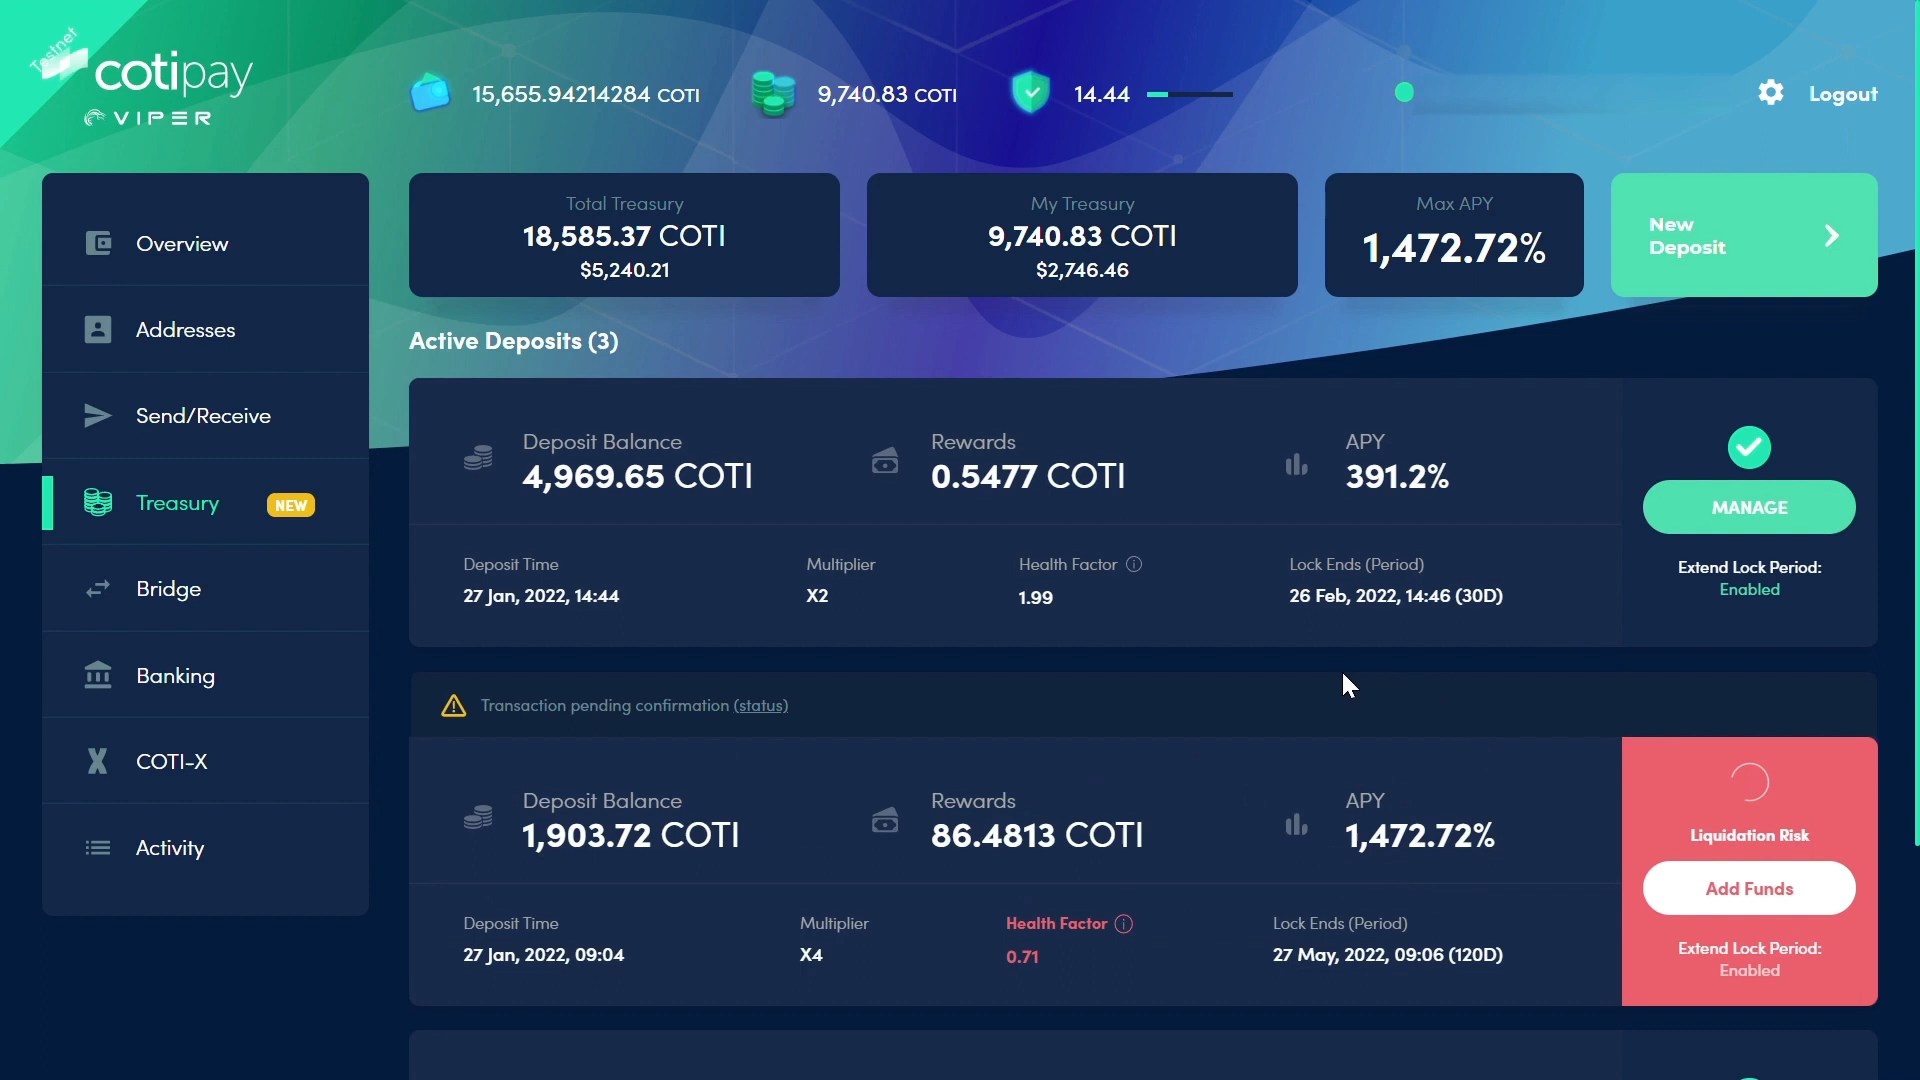 Testnet
cotipay
VIPER
15,655.94214284 COTI
9,740.83 COTI
14.44
Logout
Overview
Addresses
Send/Receive
Treasury NEW
Bridge
Banking
COTI-X
Activity
Total Treasury
18,585.37 COTI
$5,240.21
My Treasury
9,740.83 COTI
$2,746.46
Max APY
1,472.72%
New
Deposit
Active Deposits (3)
Deposit Balance
4,969.65 COTI
Rewards
0.5477 COTI
APY
391.2%
MANAGE
Extend Lock Period:
Enabled
Deposit Time
27 Jan, 2022, 14:44
Multiplier
X2
Health Factor
1.99
Lock Ends (Period)
26 Feb, 2022, 14:46 (30D)
Transaction pending confirmation (status)
Deposit Balance
1,903.72 COTI
Rewards
86.4813 COTI
APY
1,472.72%
Liquidation Risk
Add Funds
Extend Lock Period:
Enabled
Deposit Time
27 Jan, 2022, 09:04
Multiplier
X4
Health Factor
0.71
Lock Ends (Period)
27 May, 2022, 09:06 (120D)